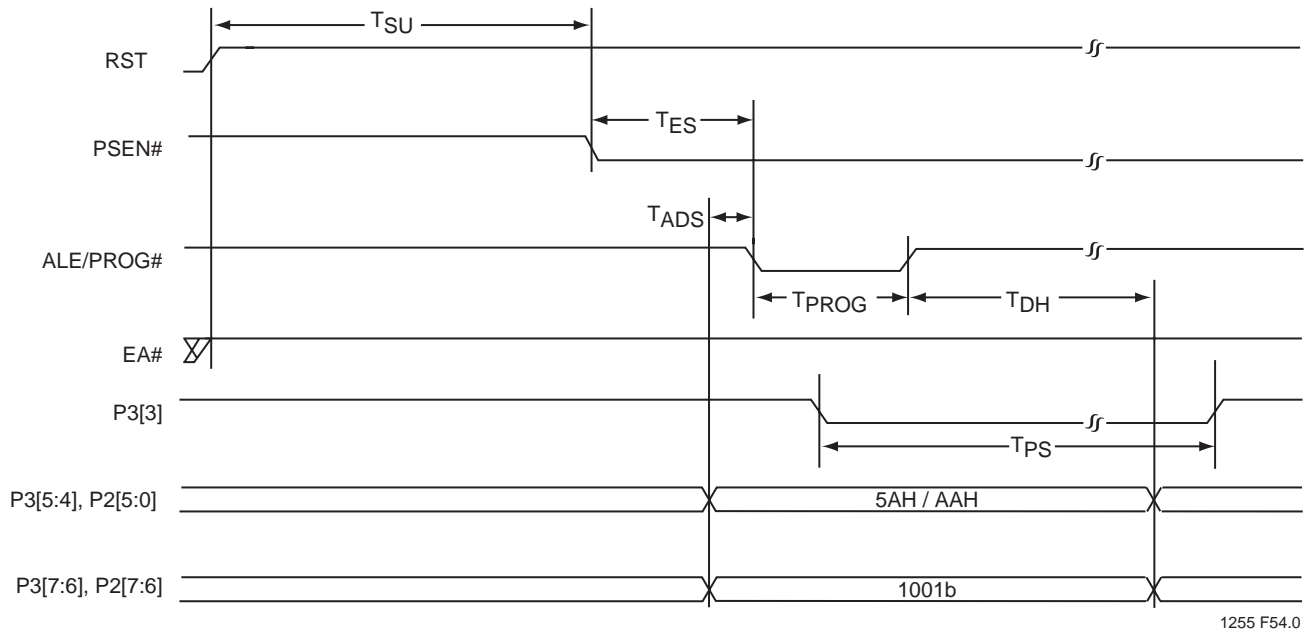 TSU
RST
TES
PSEN#
TADS
ALE/PROG#
TPROG
TDH
EA#
P3[3]
TPS
P3[5:4], P2[5:0]
5AH / AAH
P3[7:6], P2[7:6]
1001b
1255 F54.0